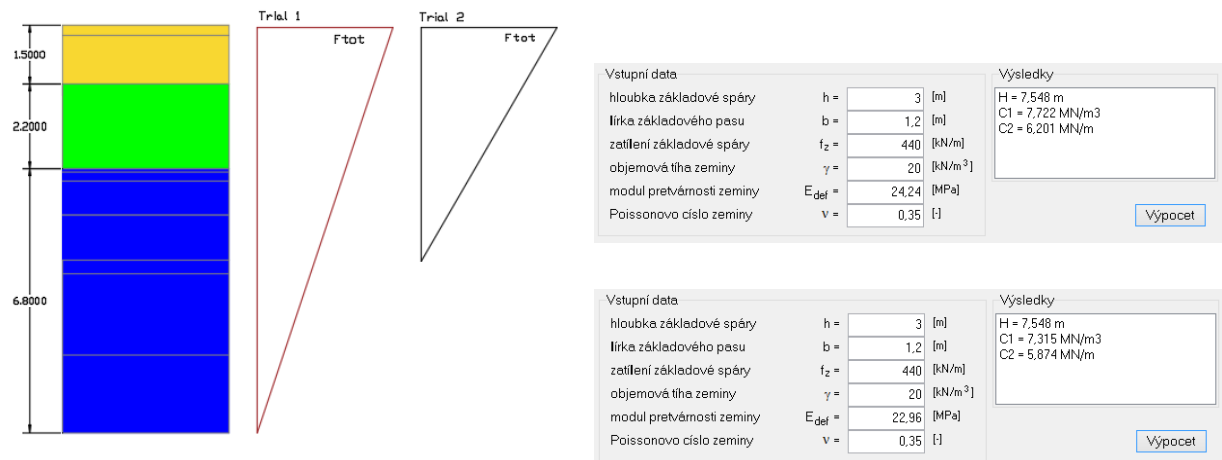 Trial 1
Ftot
Trial 2
Ftot
1.5000
2.2000
6.8000
Vstupní data
hloubka základové spáry h = 3 [m]
lírka základového pasu b = 1,2 [m]
zatílení základové spáry fz = 440 [kN/m]
objemová tíha zeminy γ = 20 [kN/m³]
modul pretvárnosti zeminy Edef = 24,24 [MPa]
Poissonovo císlo zeminy ν = 0,35 [-]
Výsledky
H = 7,548 m
C1 = 7,722 MN/m3
C2 = 6,201 MN/m
Výpocet
Vstupní data
hloubka základové spáry h = 3 [m]
lírka základového pasu b = 1,2 [m]
zatílení základové spáry fz = 440 [kN/m]
objemová tíha zeminy γ = 20 [kN/m³]
modul pretvárnosti zeminy Edef = 22,96 [MPa]
Poissonovo císlo zeminy ν = 0,35 [-]
Výsledky
H = 7,548 m
C1 = 7,315 MN/m3
C2 = 5,874 MN/m
Výpocet